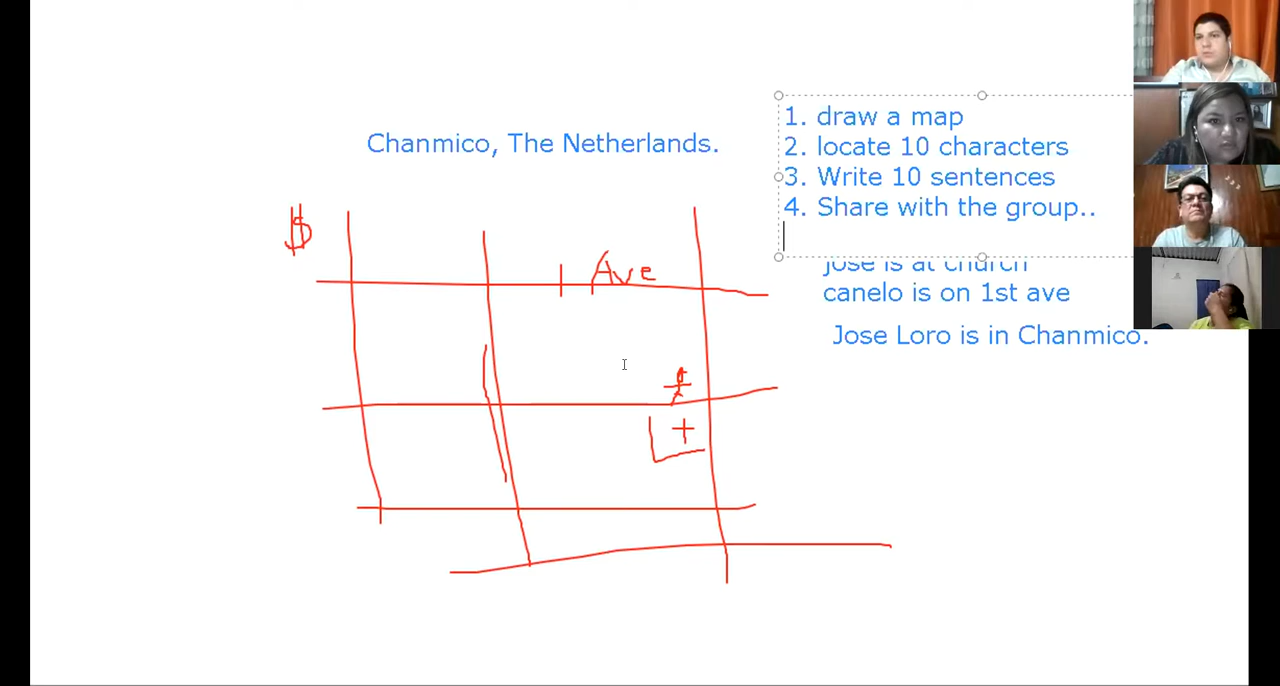 Chanmico, The Netherlands.
1. draw a map
2. locate 10 characters
3. Write 10 sentences
4. Share with the group..
jose is at church
canelo is on 1st ave
Jose Loro is in Chanmico.
$
Ave